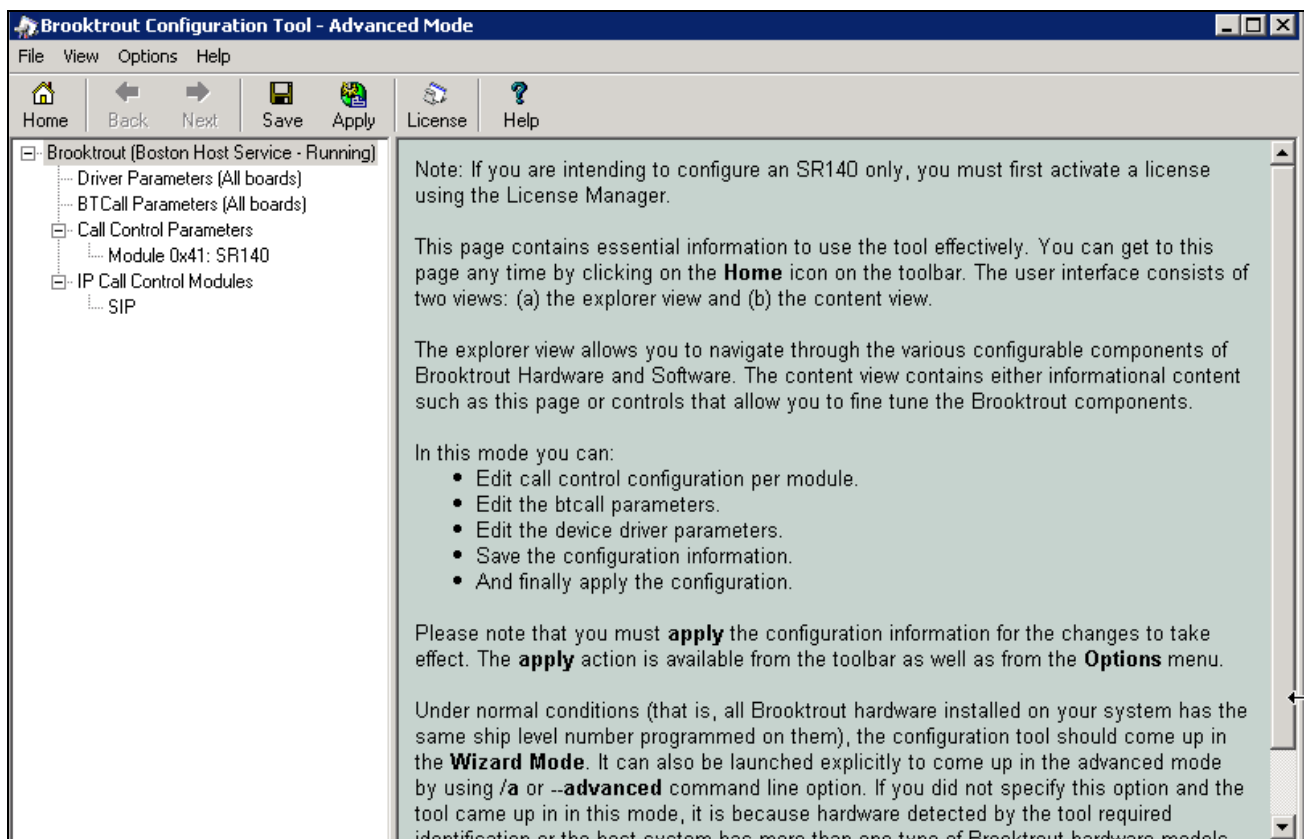 Brooktrout Configuration Tool - Advanced Mode
File View Options Help
Home Back Next Save Apply License Help
Brooktrout (Boston Host Service - Running)
Driver Parameters (All boards)
BTCall Parameters (All boards)
Call Control Parameters
Module 0x41: SR140
IP Call Control Modules
SIP
Note: If you are intending to configure an SR140 only, you must first activate a license
using the License Manager.
This page contains essential information to use the tool effectively. You can get to this
page any time by clicking on the Home icon on the toolbar. The user interface consists of
two views: (a) the explorer view and (b) the content view.
The explorer view allows you to navigate through the various configurable components of
Brooktrout Hardware and Software. The content view contains either informational content
such as this page or controls that allow you to fine tune the Brooktrout components.
In this mode you can:
• Edit call control configuration per module.
• Edit the btcall parameters.
• Edit the device driver parameters.
• Save the configuration information.
• And finally apply the configuration.
Please note that you must apply the configuration information for the changes to take
effect. The apply action is available from the toolbar as well as from the Options menu.
Under normal conditions (that is, all Brooktrout hardware installed on your system has the
same ship level number programmed on them), the configuration tool should come up in
the Wizard Mode. It can also be launched explicitly to come up in the advanced mode
by using /a or --advanced command line option. If you did not specify this option and the
tool came up in in this mode, it is because hardware detected by the tool required
identification or the host system has more than one type of Brooktrout hardware models